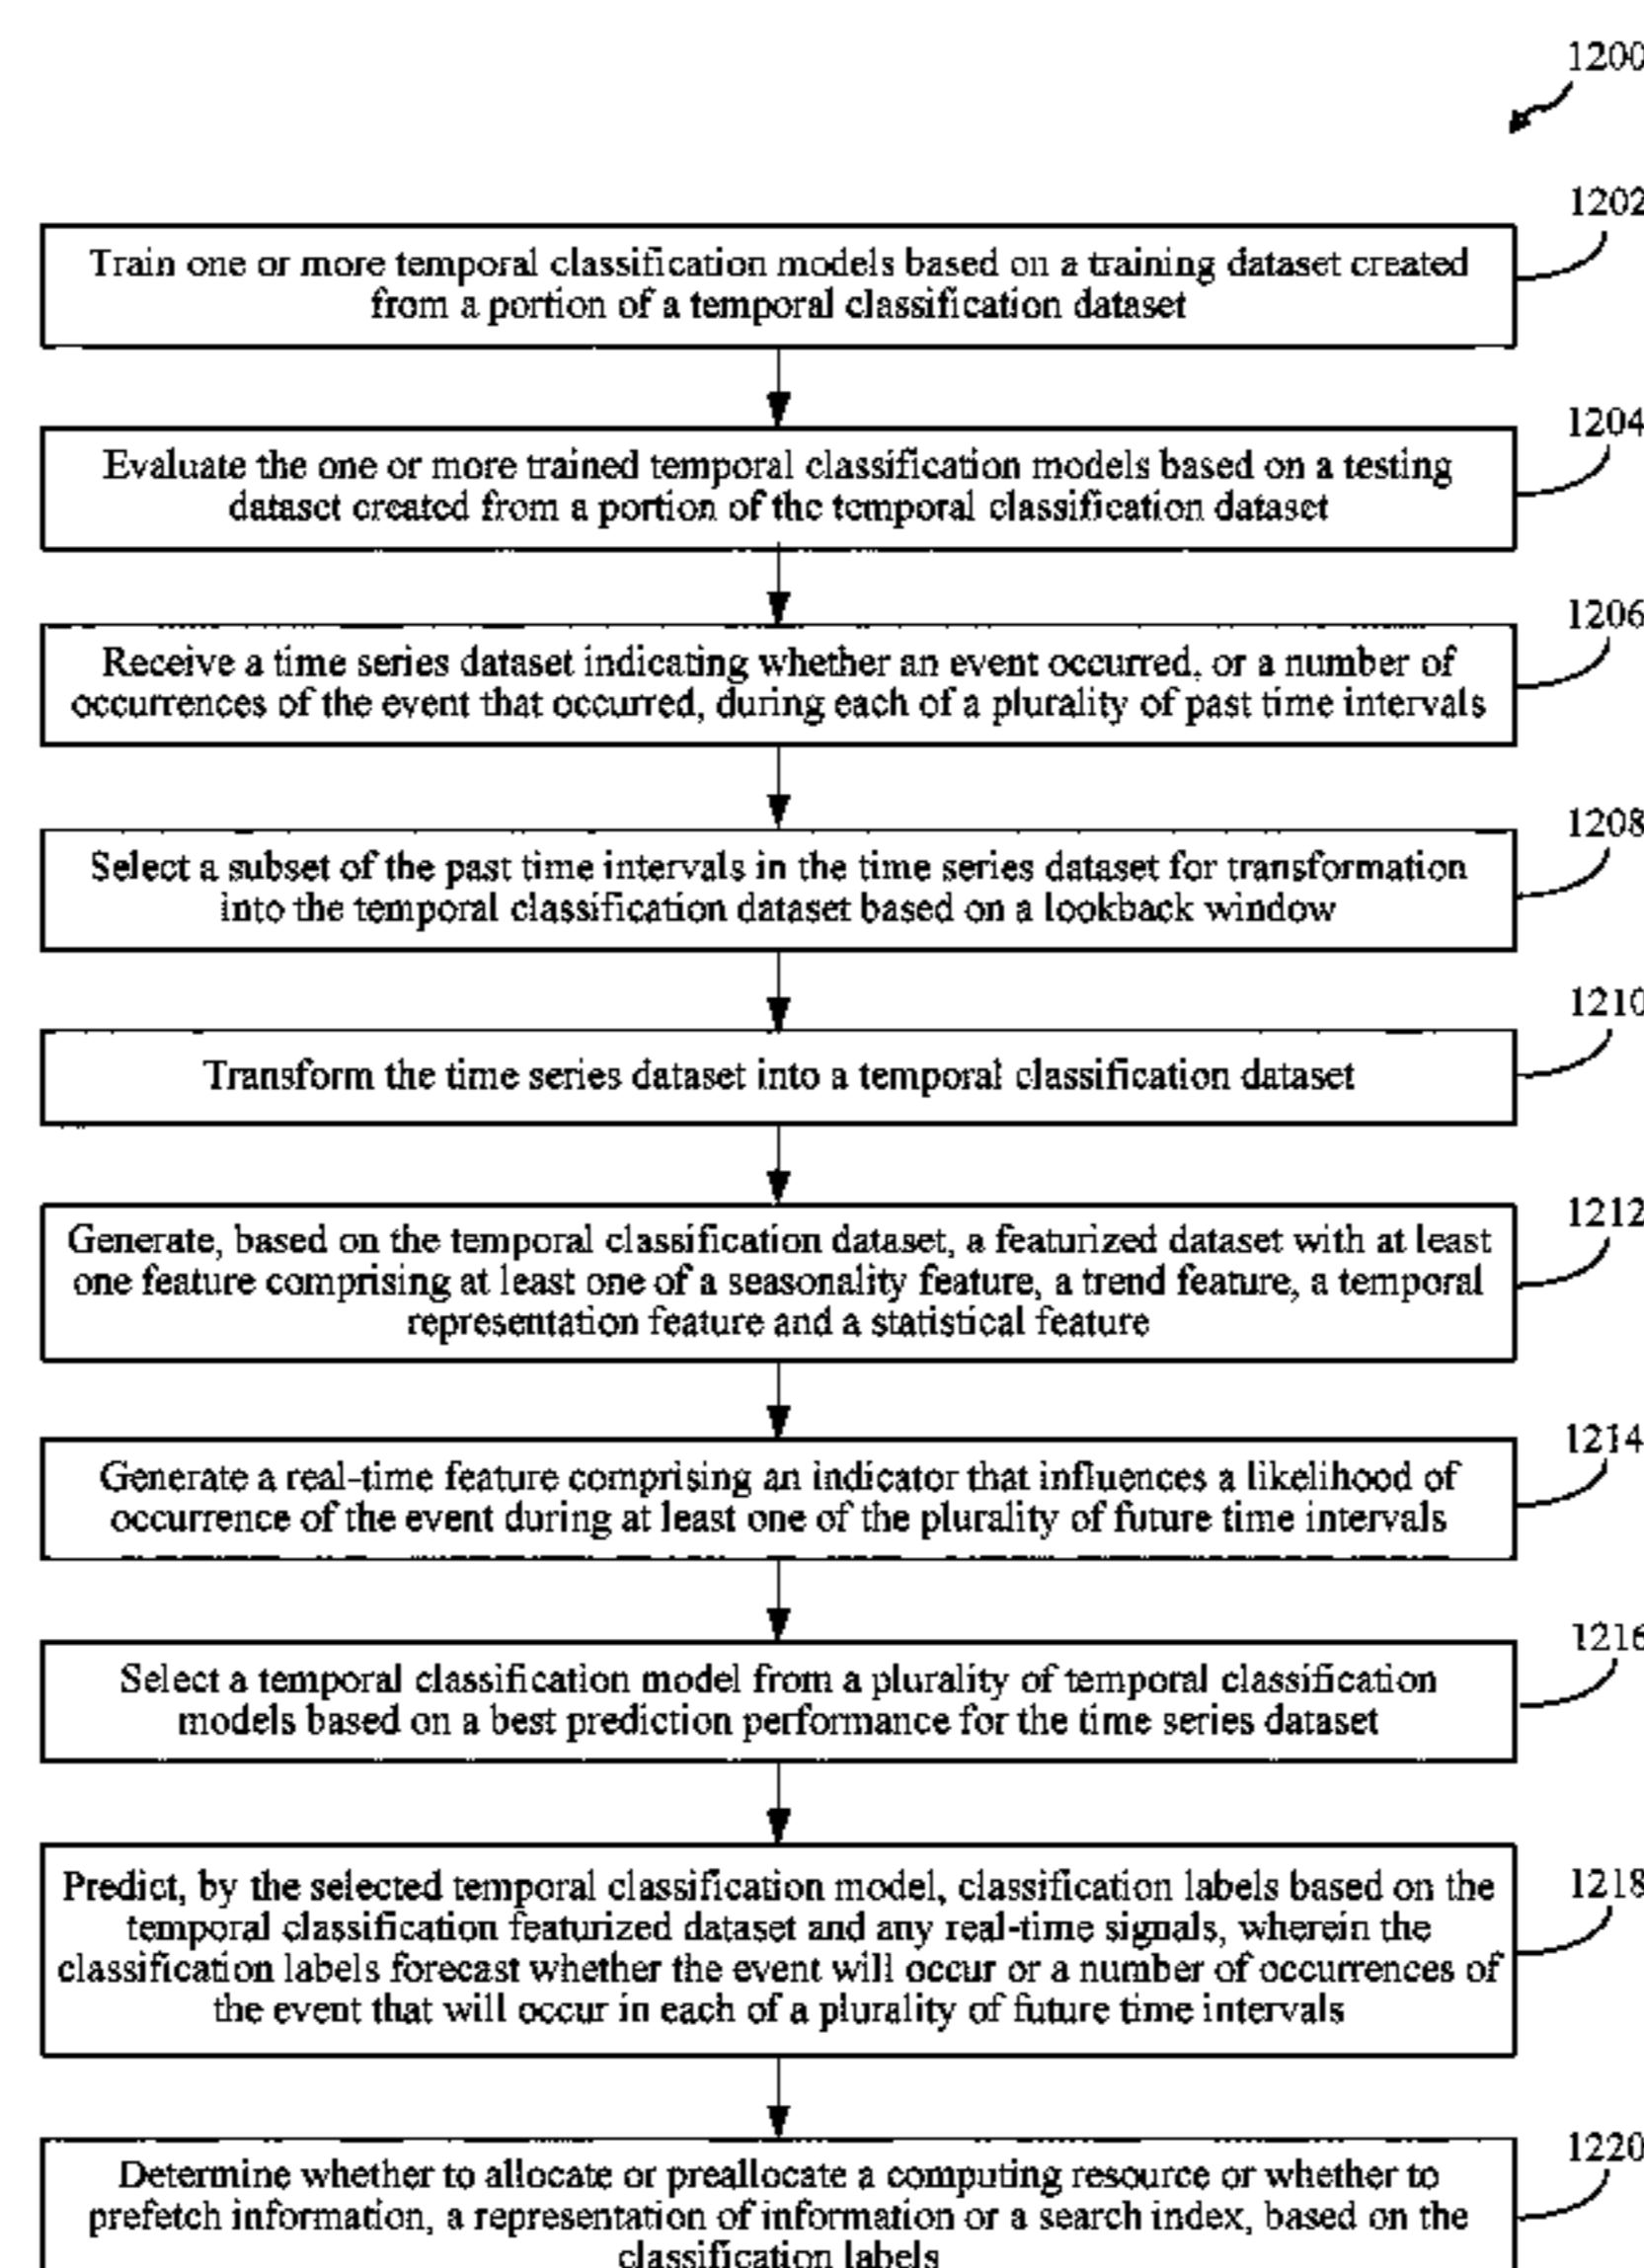 1200
1202
Train one or more temporal classification models based on a training dataset created
from a portion of a temporal classification dataset
1204
Evaluate the one or more trained temporal classification models based on a testing
dataset created from a portion of the temporal classification dataset
1206
Receive a time series dataset indicating whether an event occurred, or a number of
occurrences of the event that occurred, during each of a plurality of past time intervals
1208
Select a subset of the past time intervals in the time series dataset for transformation
into the temporal classification dataset based on a lookback window
1210
Transform the time series dataset into a temporal classification dataset
1212
Generate, based on the temporal classification dataset, a featurized dataset with at least
one feature comprising at least one of a seasonality feature, a trend feature, a temporal
representation feature and a statistical feature
1214
Generate a real-time feature comprising an indicator that influences a likelihood of
occurrence of the event during at least one of the plurality of future time intervals
1216
Select a temporal classification model from a plurality of temporal classification
models based on a best prediction performance for the time series dataset
1218
Predict, by the selected temporal classification model, classification labels based on the
temporal classification featurized dataset and any real-time signals, wherein the
classification labels forecast whether the event will occur or a number of occurrences of
the event that will occur in each of a plurality of future time intervals
1220
Determine whether to allocate or preallocate a computing resource or whether to
prefetch information, a representation of information or a search index, based on the
classification labels